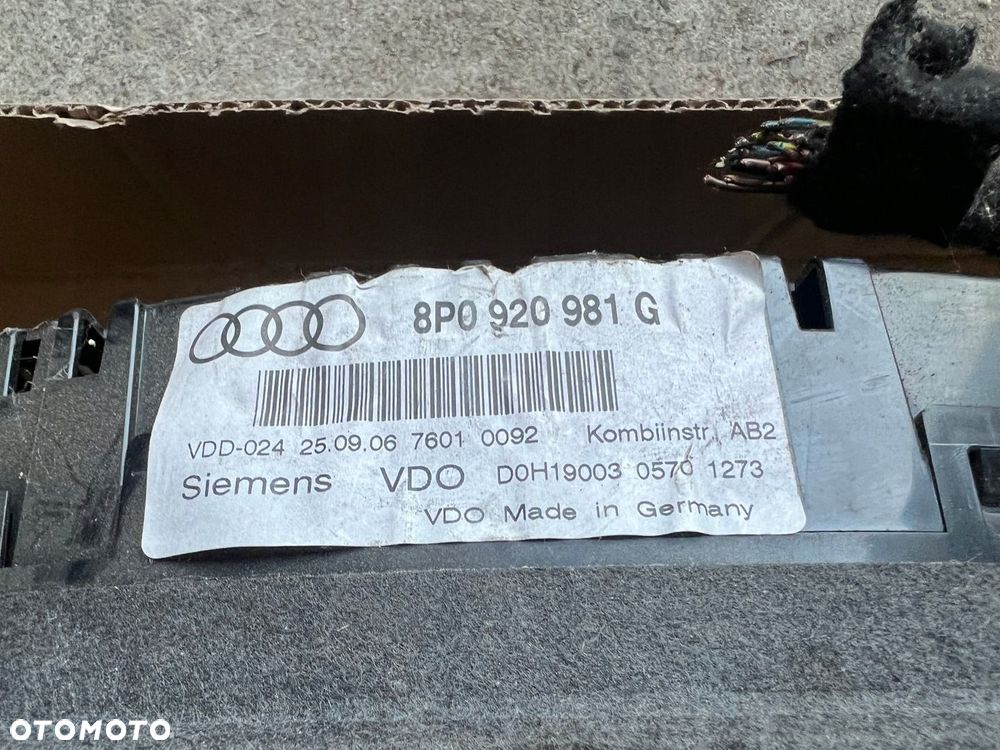 8P0 920 981 G
VDD-024 25.09.06 7601 0092 Kombiinstr. AB2
Siemens VDO D0H19003 0570 1273
VDO Made in Germany
OTOMOTO